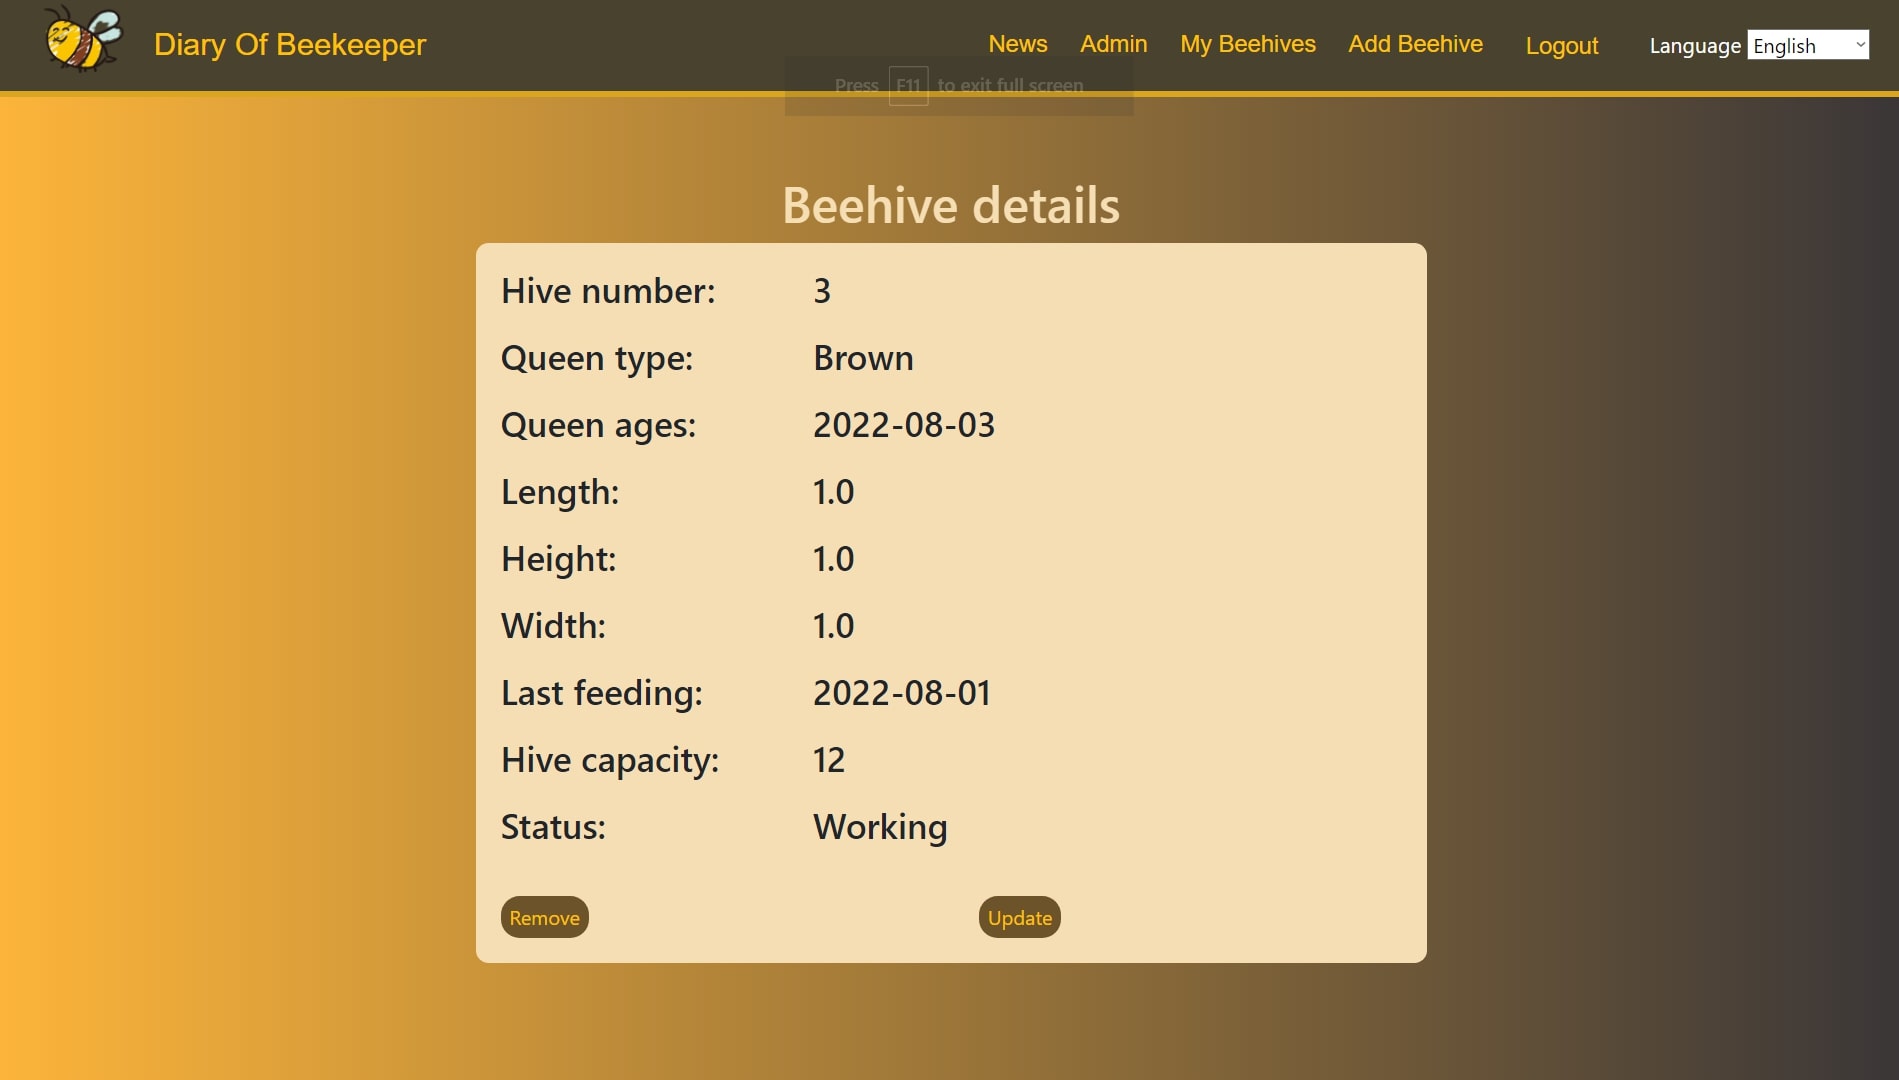 Diary Of Beekeeper
News Admin My Beehives Add Beehive Logout Language English
Press F11 to exit full screen
Beehive details
Hive number: 3
Queen type: Brown
Queen ages: 2022-08-03
Length: 1.0
Height: 1.0
Width: 1.0
Last feeding: 2022-08-01
Hive capacity: 12
Status: Working
Remove Update